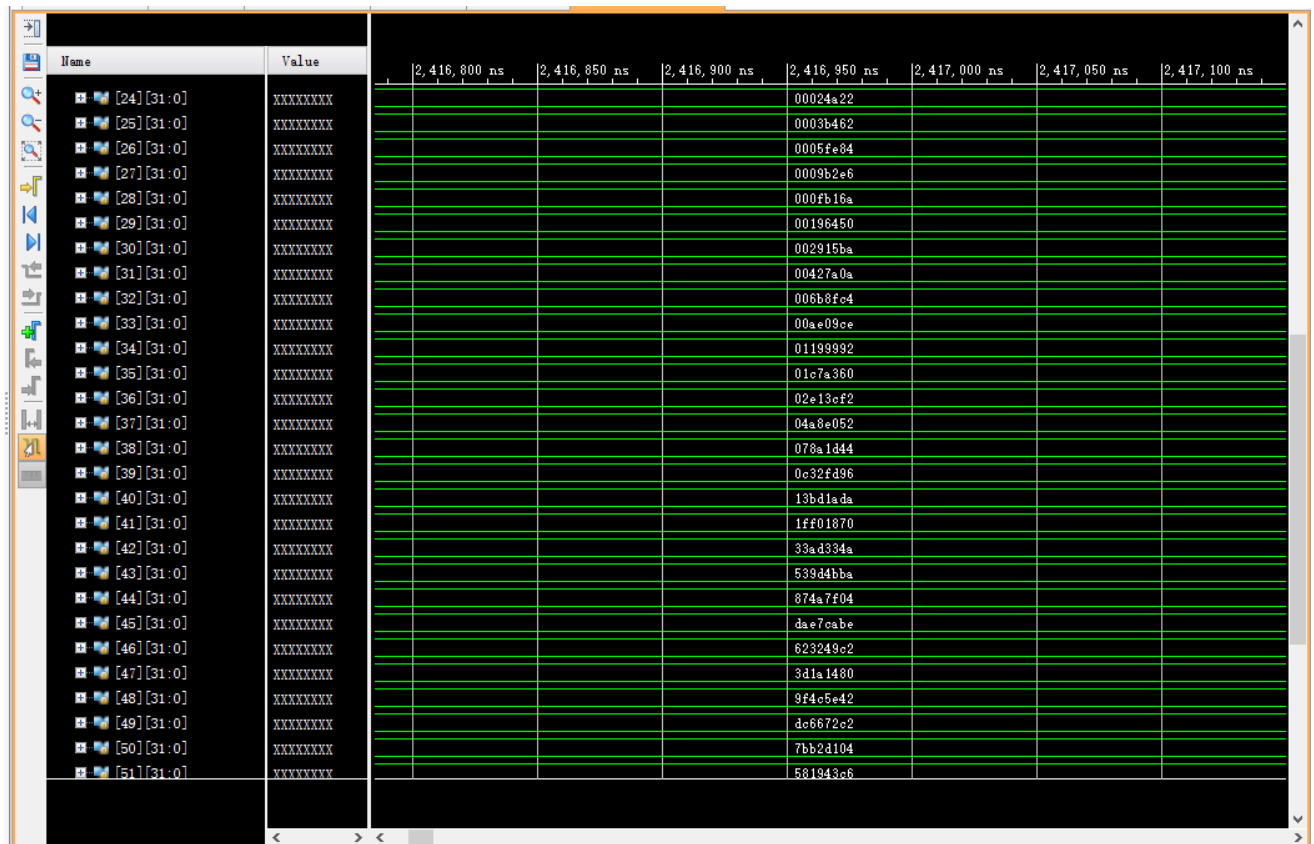 Name Value
2,416,800 ns 2,416,850 ns 2,416,900 ns 2,416,950 ns 2,417,000 ns 2,417,050 ns 2,417,100 ns
[24][31:0] XXXXXXXX 00024a22
[25][31:0] XXXXXXXX 0003b462
[26][31:0] XXXXXXXX 0005fe84
[27][31:0] XXXXXXXX 0009b2e6
[28][31:0] XXXXXXXX 000fb16a
[29][31:0] XXXXXXXX 00196450
[30][31:0] XXXXXXXX 002915ba
[31][31:0] XXXXXXXX 00427a0a
[32][31:0] XXXXXXXX 006b8fc4
[33][31:0] XXXXXXXX 00ae09ce
[34][31:0] XXXXXXXX 01199992
[35][31:0] XXXXXXXX 01c7a360
[36][31:0] XXXXXXXX 02e13cf2
[37][31:0] XXXXXXXX 04a8e052
[38][31:0] XXXXXXXX 078a1d44
[39][31:0] XXXXXXXX 0c32fd96
[40][31:0] XXXXXXXX 13bd1ada
[41][31:0] XXXXXXXX 1ff01870
[42][31:0] XXXXXXXX 33ad334a
[43][31:0] XXXXXXXX 539d4bba
[44][31:0] XXXXXXXX 874a7f04
[45][31:0] XXXXXXXX dae7cabe
[46][31:0] XXXXXXXX 623249c2
[47][31:0] XXXXXXXX 3d1a1480
[48][31:0] XXXXXXXX 9f4c5e42
[49][31:0] XXXXXXXX dc6672c2
[50][31:0] XXXXXXXX 7bb2d104
[51][31:0] XXXXXXXX 581943c6